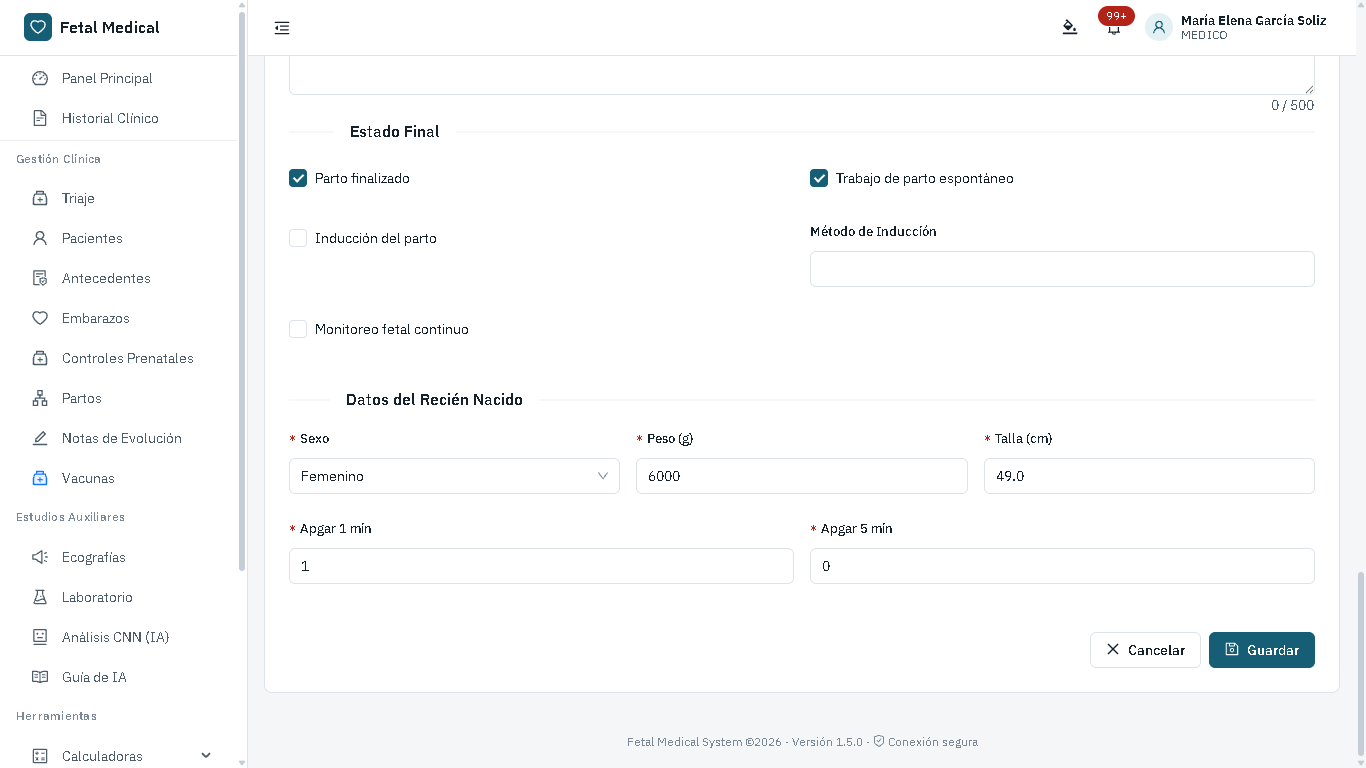 Fetal Medical
99+
María Elena García Soliz
MEDICO
Panel Principal
Historial Clínico
Gestión Clínica
Triaje
Pacientes
Antecedentes
Embarazos
Controles Prenatales
Partos
Notas de Evolución
Vacunas
Estudios Auxiliares
Ecografías
Laboratorio
Análisis CNN (IA)
Guía de IA
Herramientas
Calculadoras
0 / 500
Estado Final
Parto finalizado
Trabajo de parto espontáneo
Inducción del parto
Método de Inducción
Monitoreo fetal continuo
Datos del Recién Nacido
* Sexo
* Peso (g)
* Talla (cm)
Femenino
6000
49.0
* Apgar 1 min
* Apgar 5 min
1
0
Cancelar
Guardar
Fetal Medical System ©2026 · Versión 1.5.0 · Conexión segura